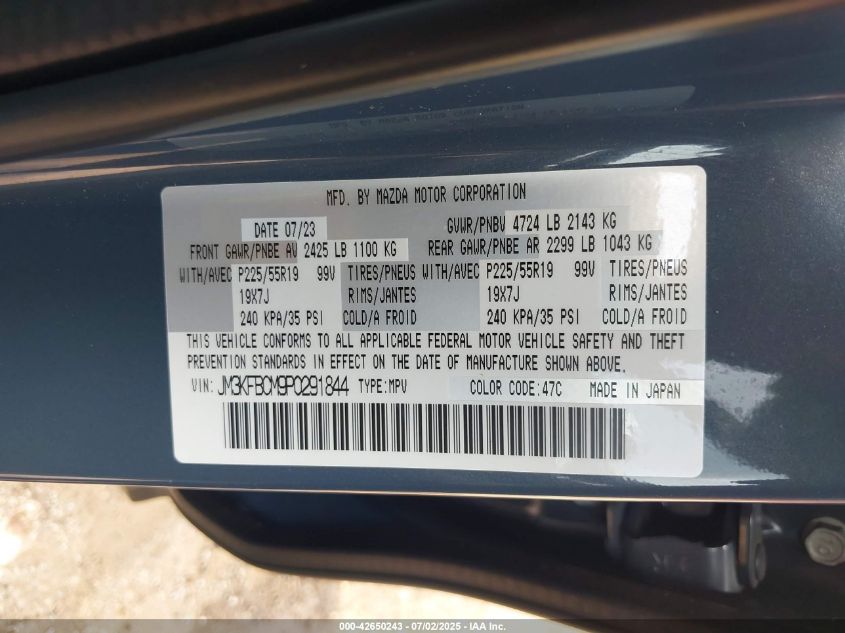 MFD. BY MAZDA MOTOR CORPORATION
DATE 07/23 GVWR/PNBV 4724 LB 2143 KG
FRONT GAWR/PNBE AV 2425 LB 1100 KG REAR GAWR/PNBE AR 2299 LB 1043 KG
WITH/AVEC P225/55R19 99V TIRES/PNEUS WITH/AVEC P225/55R19 99V TIRES/PNEUS
19X7J RIMS/JANTES 19X7J RIMS/JANTES
240 KPA/35 PSI COLD/A FROID 240 KPA/35 PSI COLD/A FROID
THIS VEHICLE CONFORMS TO ALL APPLICABLE FEDERAL MOTOR VEHICLE SAFETY AND THEFT
PREVENTION STANDARDS IN EFFECT ON THE DATE OF MANUFACTURE SHOWN ABOVE.
VIN: JM3KFBCM9P0291844 TYPE:MPV COLOR CODE:47C MADE IN JAPAN
000-42650243 - 07/02/2025 - IAA Inc.